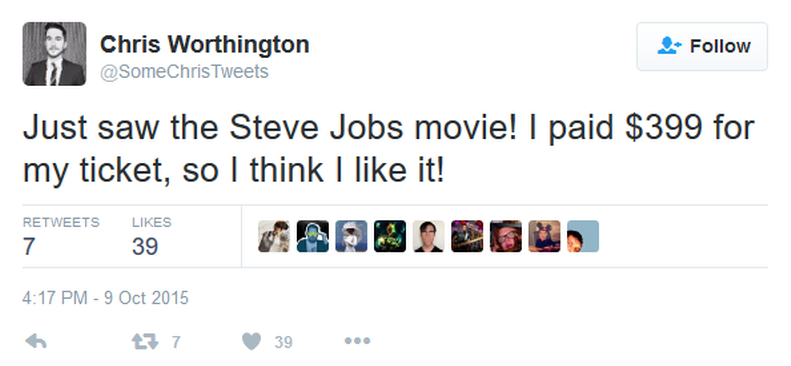 Chris Worthington
@SomeChrisTweets
Follow
Just saw the Steve Jobs movie! I paid $399 for
my ticket, so I think I like it!
RETWEETS LIKES
7 39
4:17 PM - 9 Oct 2015
7 39